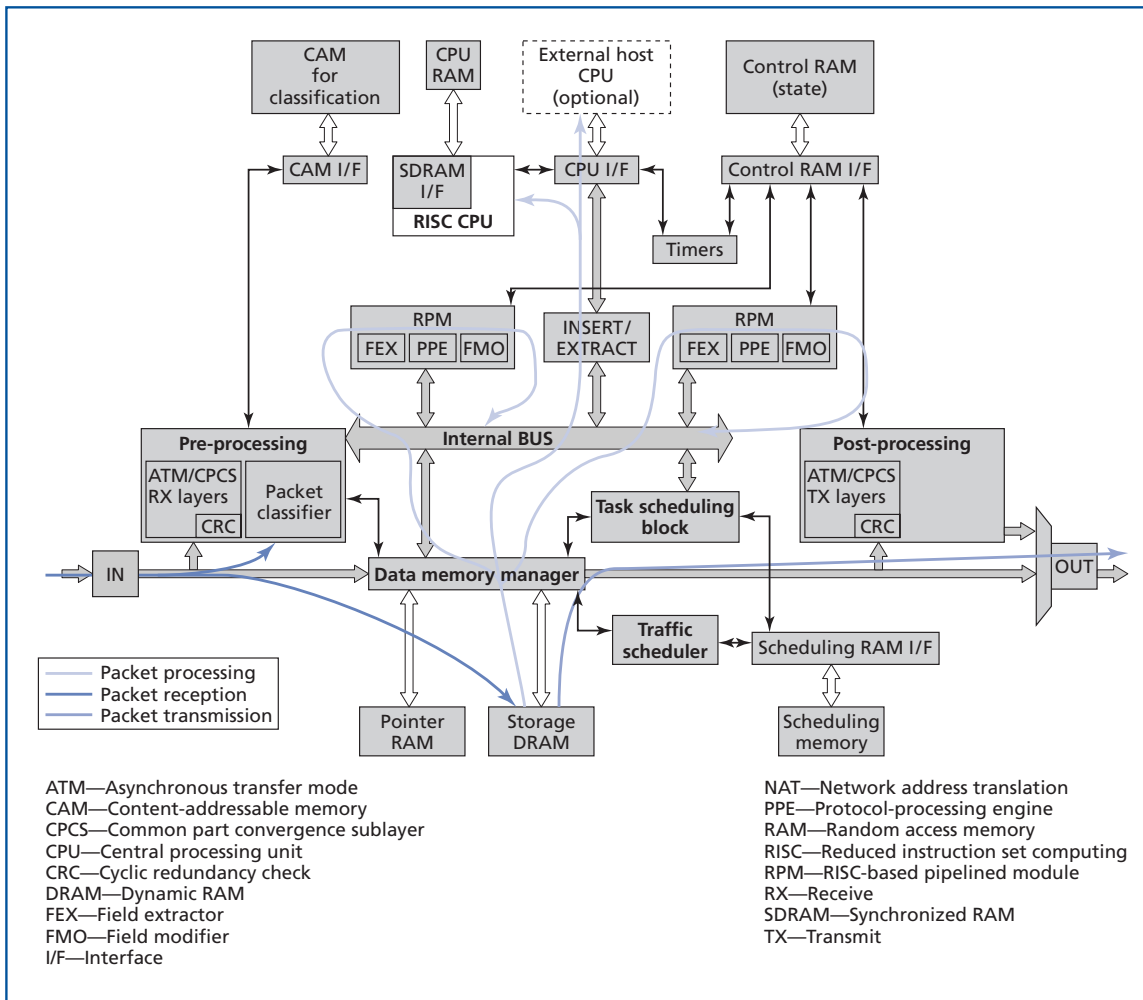 CAM
for
classification
CPU
RAM
External host
CPU
(optional)
Control RAM
(state)
CAM I/F
SDRAM
I/F
RISC CPU
CPU I/F
Control RAM I/F
Timers
RPM
FEX
PPE
FMO
INSERT/
EXTRACT
RPM
FEX
PPE
FMO
Internal BUS
Pre-processing
ATM/CPCS
RX layers
CRC
Packet
classifier
Post-processing
ATM/CPCS
TX layers
CRC
Task scheduling
block
IN
Data memory manager
OUT
Traffic
scheduler
Scheduling RAM I/F
Packet processing
Packet reception
Packet transmission
Pointer
RAM
Storage
DRAM
Scheduling
memory
ATM—Asynchronous transfer mode
CAM—Content-addressable memory
CPCS—Common part convergence sublayer
CPU—Central processing unit
CRC—Cyclic redundancy check
DRAM—Dynamic RAM
FEX—Field extractor
FMO—Field modifier
I/F—Interface
NAT—Network address translation
PPE—Protocol-processing engine
RAM—Random access memory
RISC—Reduced instruction set computing
RPM—RISC-based pipelined module
RX—Receive
SDRAM—Synchronized RAM
TX—Transmit